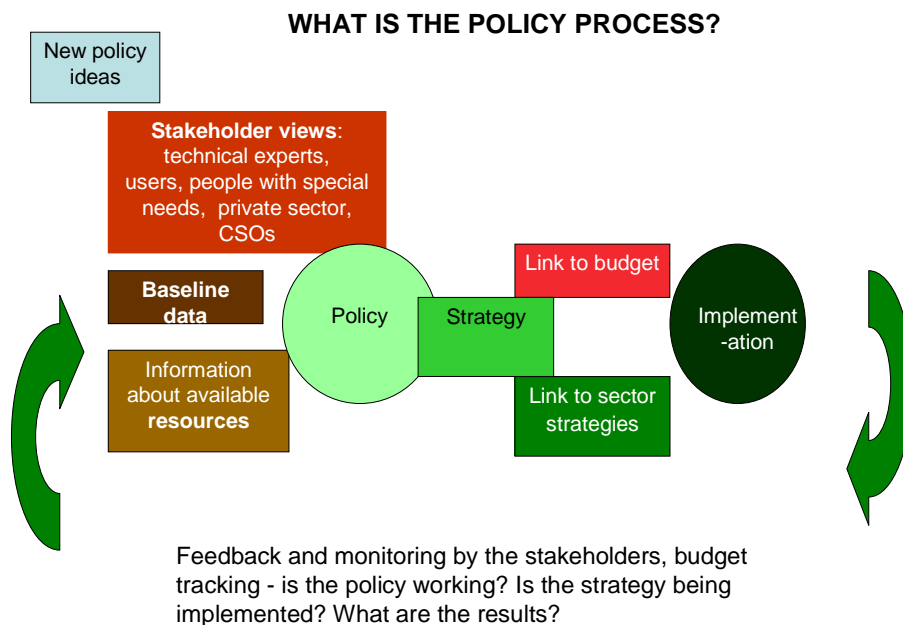 WHAT IS THE POLICY PROCESS?
New policy
ideas
Stakeholder views:
technical experts,
users, people with special
needs, private sector,
CSOs
Baseline
data
Information
about available
resources
Policy
Strategy
Link to budget
Link to sector
strategies
Implement
-ation
Feedback and monitoring by the stakeholders, budget
tracking - is the policy working? Is the strategy being
implemented? What are the results?